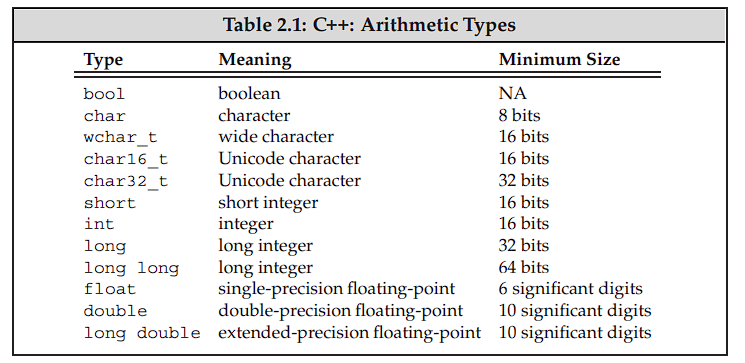 Table 2.1: C++: Arithmetic Types
Type Meaning Minimum Size
bool boolean NA
char character 8 bits
wchar_t wide character 16 bits
char16_t Unicode character 16 bits
char32_t Unicode character 32 bits
short short integer 16 bits
int integer 16 bits
long long integer 32 bits
long long long integer 64 bits
float single-precision floating-point 6 significant digits
double double-precision floating-point 10 significant digits
long double extended-precision floating-point 10 significant digits